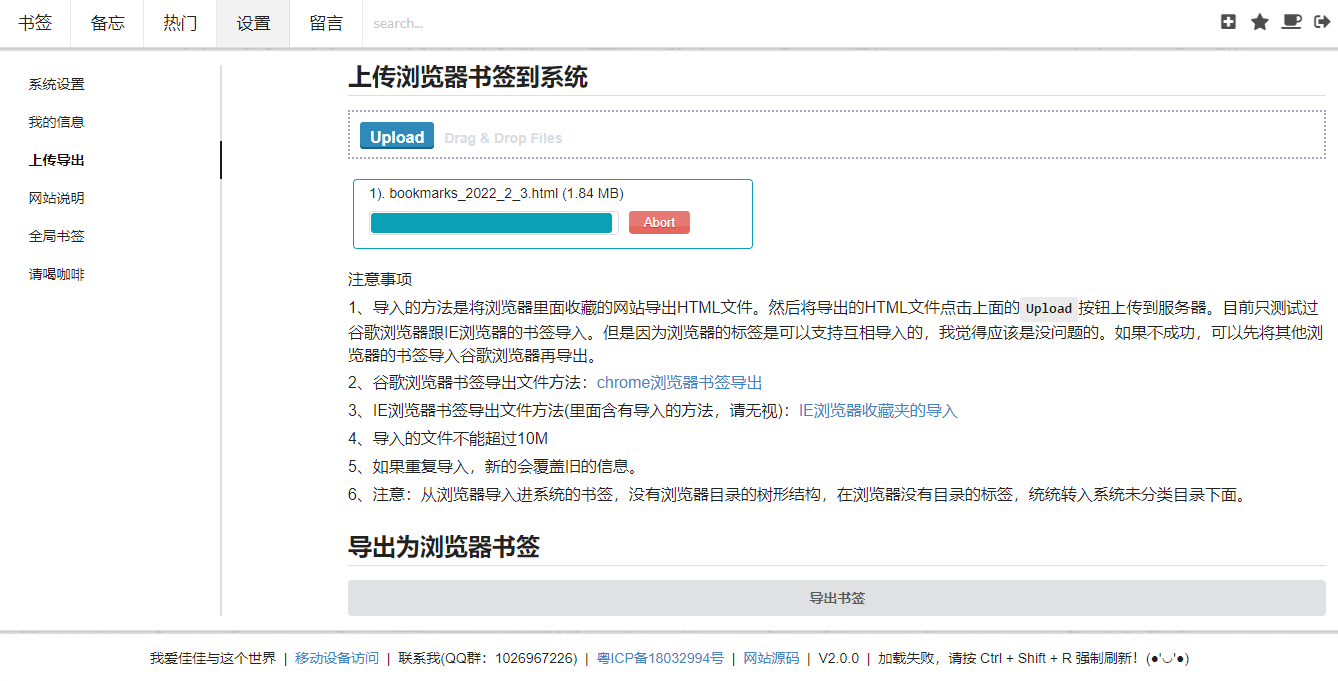 书签 备忘 热门 设置 留言 search...
系统设置
我的信息
上传导出
网站说明
全局书签
请喝咖啡
上传浏览器书签到系统
Upload Drag & Drop Files
1). bookmarks_2022_2_3.html (1.84 MB)
Abort
注意事项
1、导入的方法是将浏览器里面收藏的网站导出HTML文件。然后将导出的HTML文件点击上面的 Upload 按钮上传到服务器。目前只测试过
谷歌浏览器跟IE浏览器的书签导入。但是因为浏览器的标签是可以支持互相导入的，我觉得应该是没问题的。如果不成功，可以先将其他浏
览器的书签导入谷歌浏览器再导出。
2、谷歌浏览器书签导出文件方法：chrome浏览器书签导出
3、IE浏览器书签导出文件方法(里面含有导入的方法，请无视)：IE浏览器收藏夹的导入
4、导入的文件不能超过10M
5、如果重复导入，新的会覆盖旧的信息。
6、注意：从浏览器导入进系统的书签，没有浏览器目录的树形结构，在浏览器没有目录的标签，统统转入系统未分类目录下面。
导出为浏览器书签
导出书签
我爱佳佳与这个世界 | 移动设备访问 | 联系我(QQ群：1026967226) | 粤ICP备18032994号 | 网站源码 | V2.0.0 | 加载失败，请按 Ctrl + Shift + R 强制刷新！(●'◡'●)